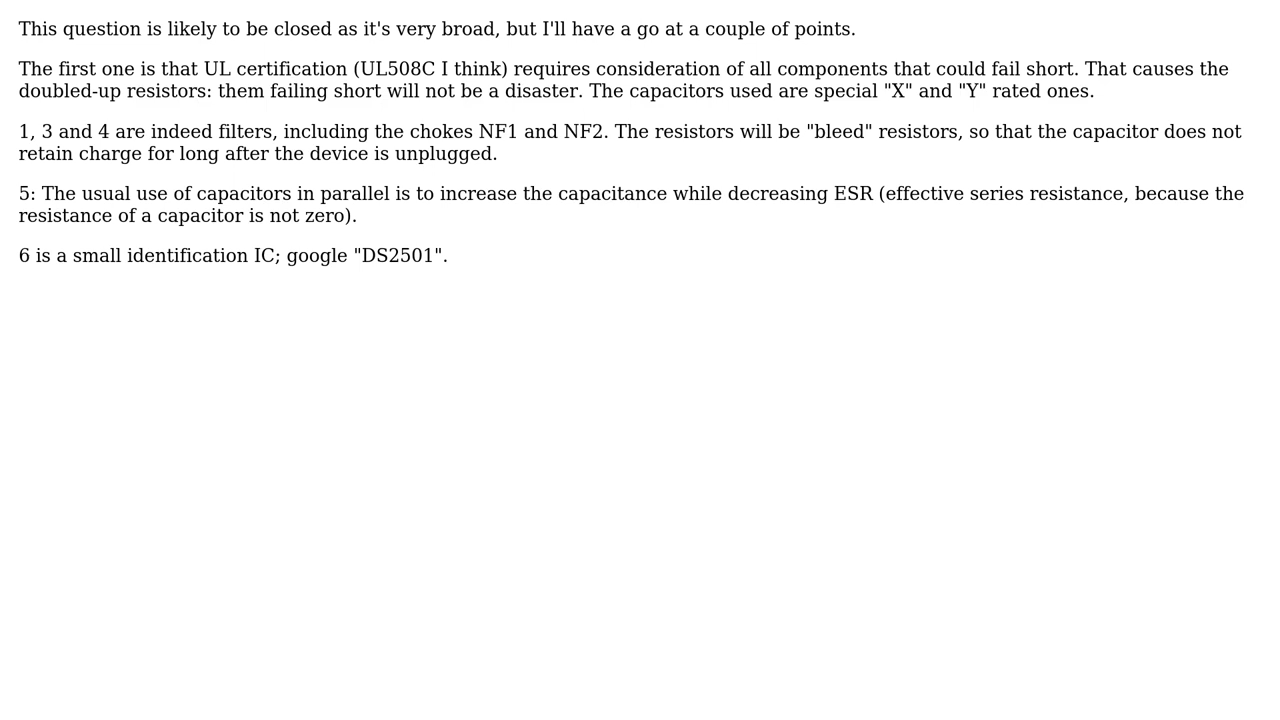 This question is likely to be closed as it's very broad, but I'll have a go at a couple of points.
The first one is that UL certification (UL508C I think) requires consideration of all components that could fail short. That causes the
doubled-up resistors: them failing short will not be a disaster. The capacitors used are special "X" and "Y" rated ones.
1, 3 and 4 are indeed filters, including the chokes NF1 and NF2. The resistors will be "bleed" resistors, so that the capacitor does not
retain charge for long after the device is unplugged.
5: The usual use of capacitors in parallel is to increase the capacitance while decreasing ESR (effective series resistance, because the
resistance of a capacitor is not zero).
6 is a small identification IC; google "DS2501".